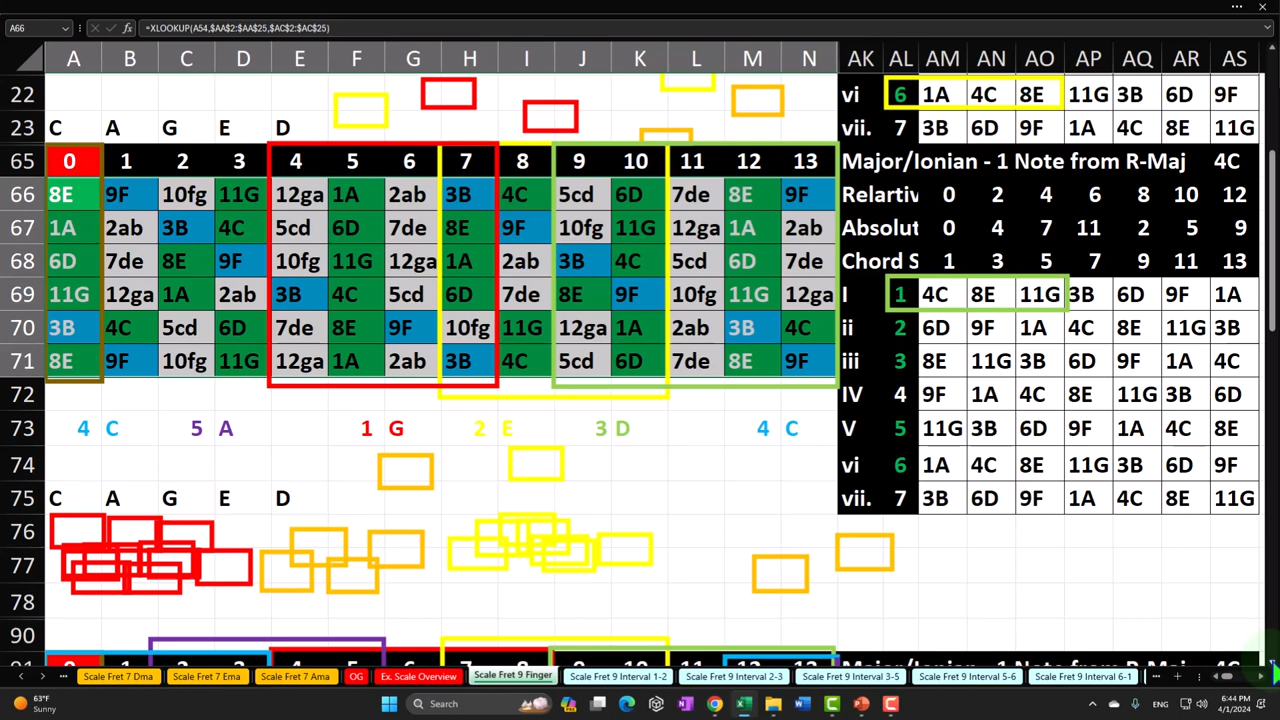 A66 =XLOOKUP(A54,$AA$2:$AA$25,$AC$2:$AC$25)
A B C D E F G H I J K L M N AK AL AM AN AO AP AQ AR AS
22 vi 6 1A 4C 8E 11G 3B 6D 9F
23 C A G E D vii. 7 3B 6D 9F 1A 4C 8E 11G
65 0 1 2 3 4 5 6 7 8 9 10 11 12 13 Major/Ionian - 1 Note from R-Maj 4C
66 8E 9F 10fg 11G 12ga 1A 2ab 3B 4C 5cd 6D 7de 8E 9F Relartiv 0 2 4 6 8 10 12
67 1A 2ab 3B 4C 5cd 6D 7de 8E 9F 10fg 11G 12ga 1A 2ab Absolut 0 4 7 11 2 5 9
68 6D 7de 8E 9F 10fg 11G 12ga 1A 2ab 3B 4C 5cd 6D 7de Chord S 1 3 5 7 9 11 13
69 11G 12ga 1A 2ab 3B 4C 5cd 6D 7de 8E 9F 10fg 11G 12ga I 1 4C 8E 11G 3B 6D 9F 1A
70 3B 4C 5cd 6D 7de 8E 9F 10fg 11G 12ga 1A 2ab 3B 4C ii 2 6D 9F 1A 4C 8E 11G 3B
71 8E 9F 10fg 11G 12ga 1A 2ab 3B 4C 5cd 6D 7de 8E 9F iii 3 8E 11G 3B 6D 9F 1A 4C
72 IV 4 9F 1A 4C 8E 11G 3B 6D
73 4 C 5 A 1 G 2 E 3 D 4 C V 5 11G 3B 6D 9F 1A 4C 8E
74 vi 6 1A 4C 8E 11G 3B 6D 9F
75 C A G E D vii. 7 3B 6D 9F 1A 4C 8E 11G
76
77
78
90
Scale Fret 7 Dma Scale Fret 7 Ema Scale Fret 7 Ama OG Ex. Scale Overview Scale Fret 9 Finger Scale Fret 9 Interval 1-2 Scale Fret 9 Interval 2-3 Scale Fret 9 Interval 3-5 Scale Fret 9 Interval 5-6 Scale Fret 9 Interval 6-1
63°F Search 6:44 PM
Sunny 4/1/2024